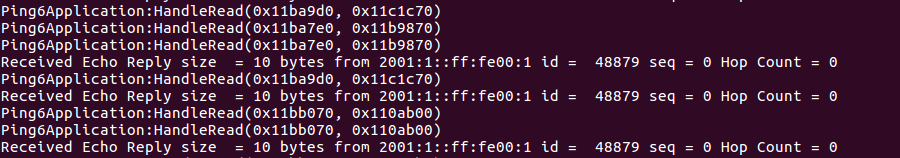 Ping6Application:HandleRead(0x11ba9d0, 0x11c1c70)
Ping6Application:HandleRead(0x11ba7e0, 0x11b9870)
Ping6Application:HandleRead(0x11ba7e0, 0x11b9870)
Received Echo Reply size  = 10 bytes from 2001:1::ff:fe00:1 id =  48879 seq = 0 Hop Count = 0
Ping6Application:HandleRead(0x11ba9d0, 0x11c1c70)
Received Echo Reply size  = 10 bytes from 2001:1::ff:fe00:1 id =  48879 seq = 0 Hop Count = 0
Ping6Application:HandleRead(0x11bb070, 0x110ab00)
Ping6Application:HandleRead(0x11bb070, 0x110ab00)
Received Echo Reply size  = 10 bytes from 2001:1::ff:fe00:1 id =  48879 seq = 0 Hop Count = 0